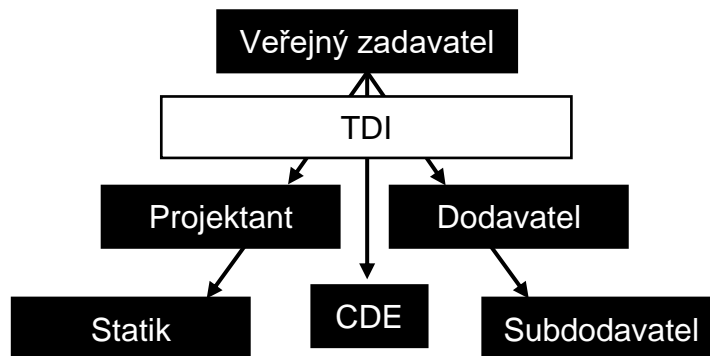 Veřejný zadavatel
TDI
Projektant
Dodavatel
Statik
CDE
Subdodavatel